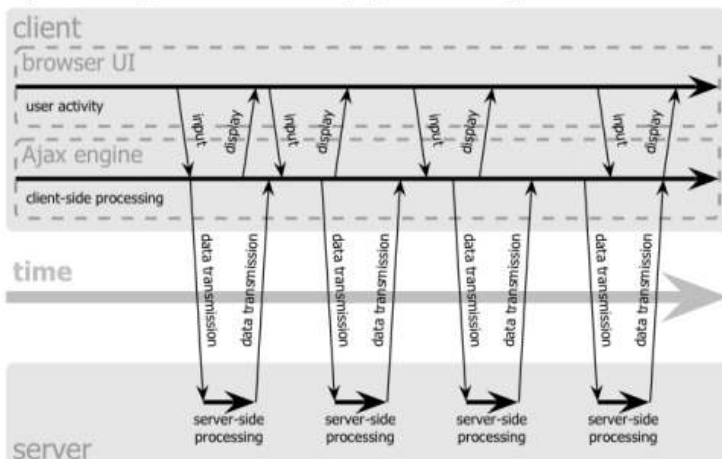 client
browser UI
user activity
input
display
input
display
input
display
input
display
Ajax engine
client-side processing
data transmission
data transmission
data transmission
data transmission
data transmission
data transmission
data transmission
data transmission
time
server-side
processing
server-side
processing
server-side
processing
server-side
processing
server